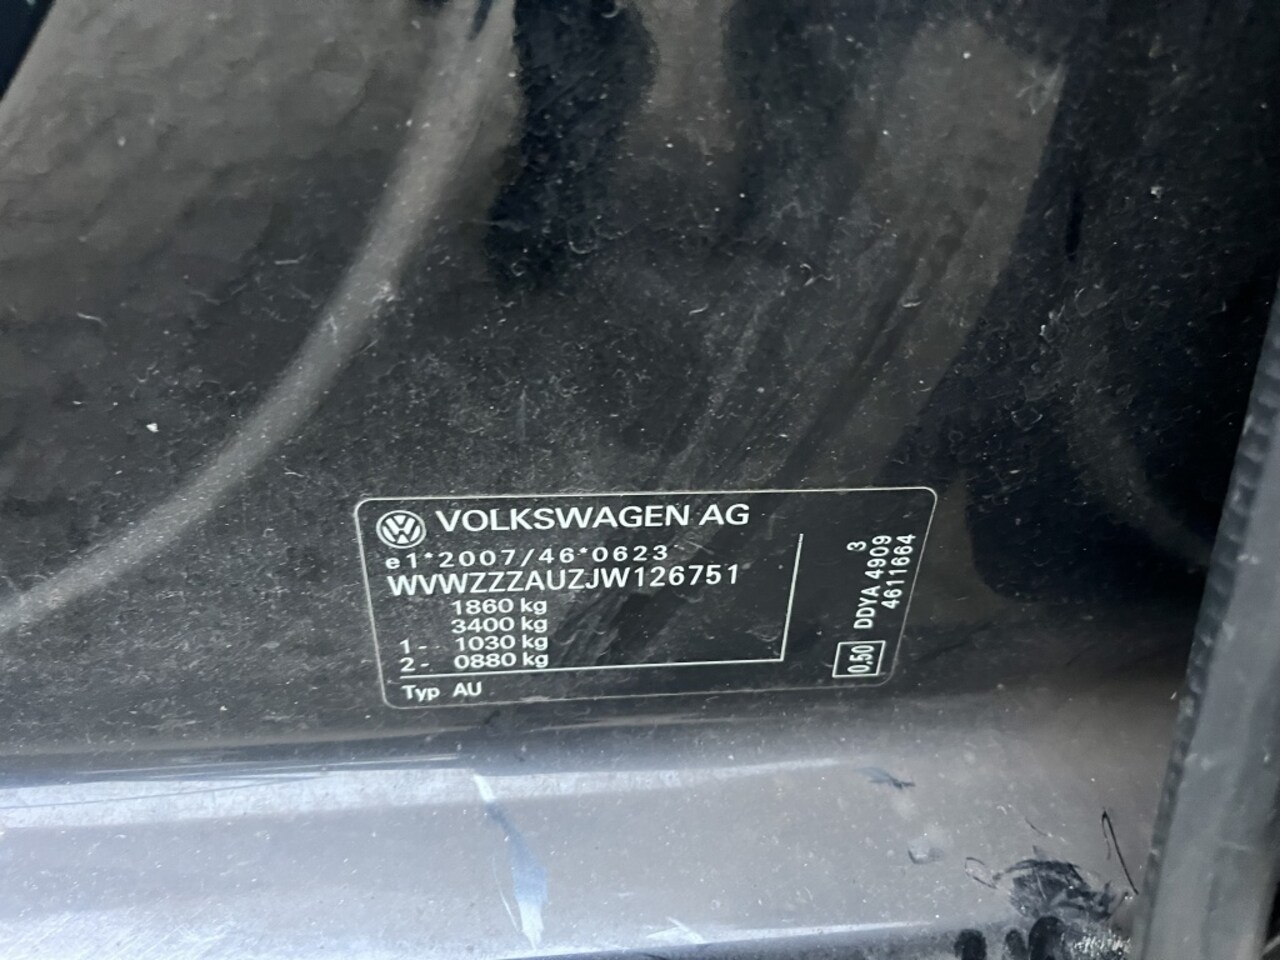 VOLKSWAGEN AG
e1*2007/46*0623
WVWZZZAUZJW126751
1860 kg
3400 kg
1- 1030 kg
2- 0880 kg
Typ AU
3
DDYA 4909
4611664
0,50